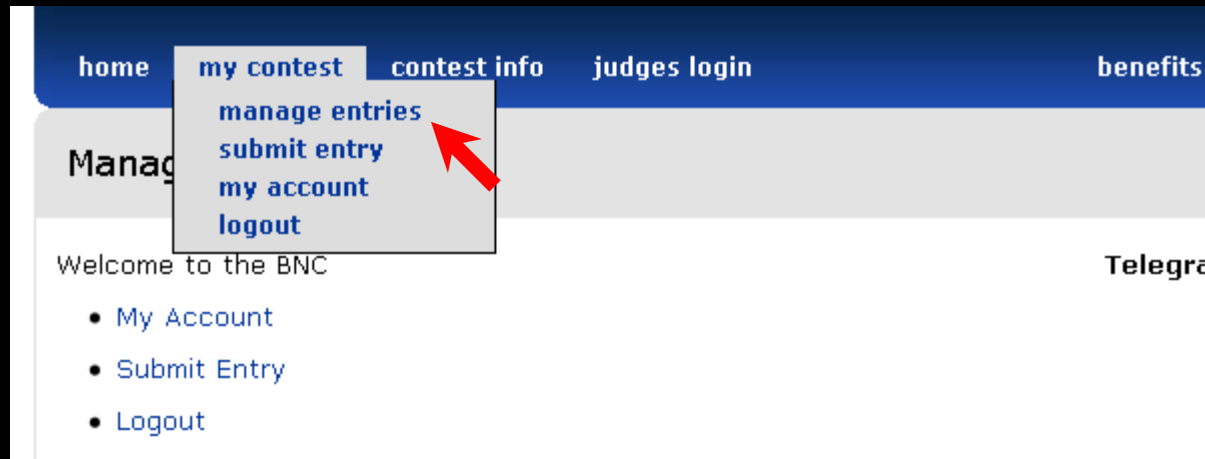 home my contest contest info judges login benefits
manage entries
submit entry
my account
logout
Welcome to the BNC
• My Account
• Submit Entry
• Logout